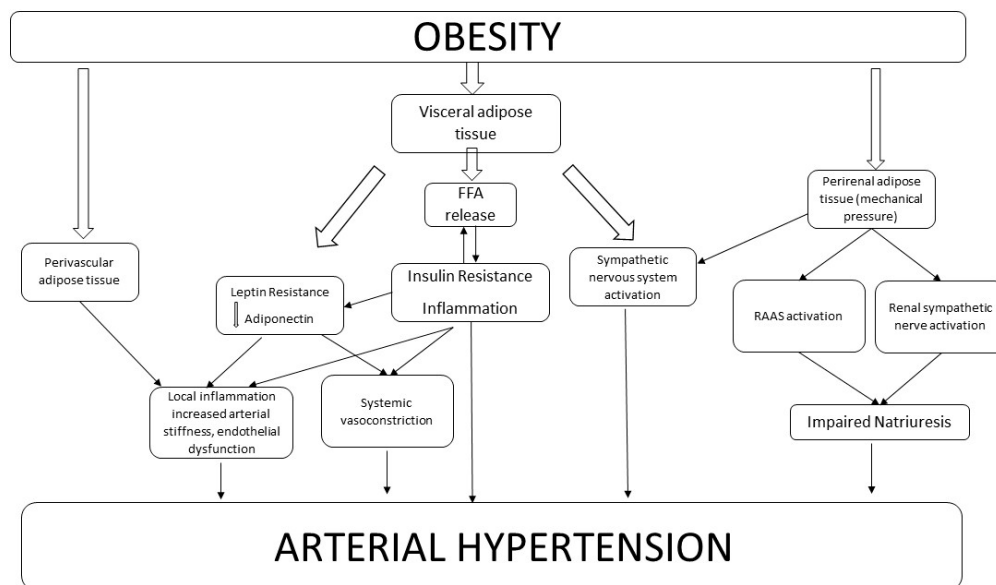 OBESITY
Visceral adipose
tissue
FFA
release
Perirenal adipose
tissue (mechanical
pressure)
Perivascular
adipose tissue
Leptin Resistance
Adiponectin
Insulin Resistance
Inflammation
Sympathetic
nervous system
activation
RAAS activation
Renal sympathetic
nerve activation
Local inflammation
increased arterial
stiffness, endothelial
dysfunction
Systemic
vasoconstriction
Impaired Natriuresis
ARTERIAL HYPERTENSION